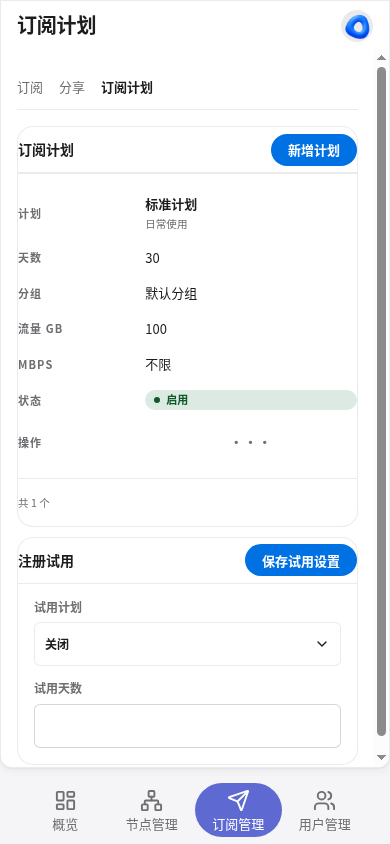 订阅计划
订阅 分享 订阅计划
订阅计划 新增计划
计划 标准计划
日常使用
天数 30
分组 默认分组
流量 GB 100
MBPS 不限
状态 启用
操作 • • •
共 1 个
注册试用 保存试用设置
试用计划
关闭
试用天数
概览 节点管理 订阅管理 用户管理